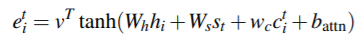 e_i^t = v^T tanh(W_h h_i + W_s s_t + w_c c_i^t + b_attn)